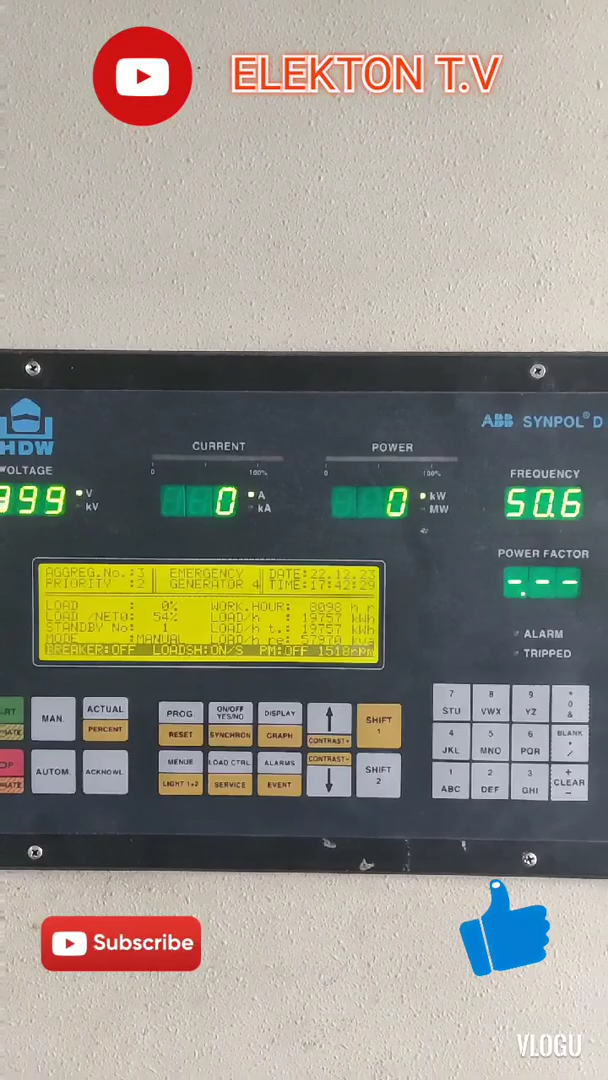 ELEKTON T.V
HDW
ABB SYNPOL® D
VOLTAGE
CURRENT
POWER
FREQUENCY
0 100%
0 100%
399 V
kV
0 A
kA
0 kW
MW
50.6
POWER FACTOR
-.--
ALARM
TRIPPED
AGGREG.No.:3 EMERGENCY DATE:22.12.23
PRIORITY :2 GENERATOR 4 TIME:17:42:29
LOAD : 0% WORK.HOUR: 8098 h r
LOAD /NET0: 54% LOAD/h : 19757 kWh
STANDBY No: 1 LOAD/h t.: 19757 kWh
MODE :MANUAL LOAD/h re: 57970 kva
BREAKER:OFF LOADSH:ON/S PM:OFF 1518rpm
MAN.
ACTUAL
PERCENT
AUTOM.
ACKNOWL.
PROG.
RESET
ON/OFF
YES/NO
SYNCHRON
DISPLAY
GRAPH
CONTRAST+
SHIFT
1
MENUE
LIGHT 1+2
LOAD CTRL
SERVICE
ALARMS
EVENT
CONTRAST-
SHIFT
2
7
STU
8
VWX
9
YZ
*
0
&
4
JKL
5
MNO
6
PQR
BLANK
•
/
1
ABC
2
DEF
3
GHI
+
CLEAR
–
Subscribe
VLOGU